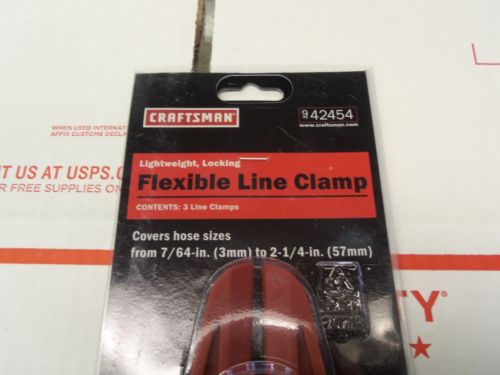 CRAFTSMAN
9 42454
www.craftsman.com
WHEN USED INTERNAT
AFFIX CUSTOMS DECLA
IT US AT USPS.C
R FREE SUPPLIES ON
Lightweight, Locking
Flexible Line Clamp
CONTENTS: 3 Line Clamps
Covers hose sizes
from 7/64-in. (3mm) to 2-1/4-in. (57mm)
TY®